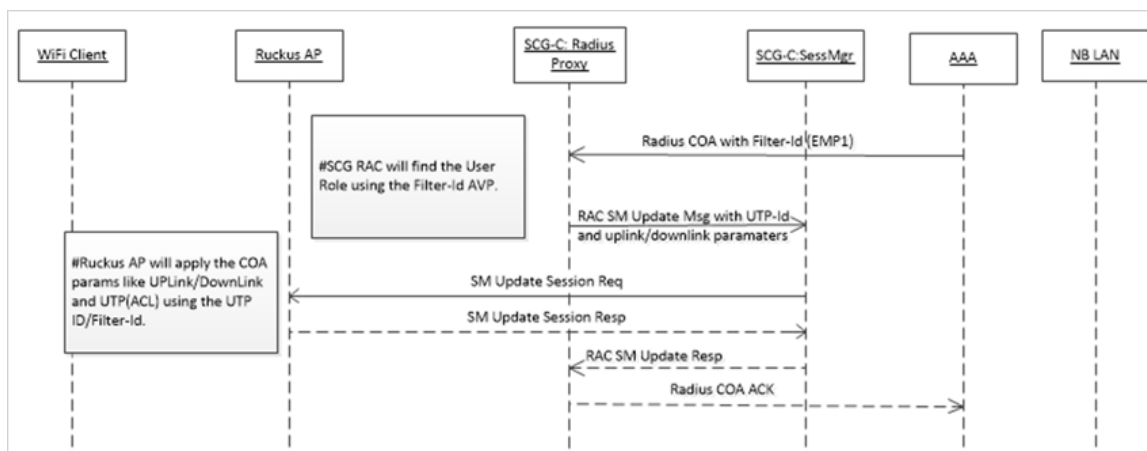 WiFi Client
Ruckus AP
SCG-C: Radius
Proxy
SCG-C:SessMgr
AAA
NB LAN
Radius COA with Filter-Id (EMP1)
#SCG RAC will find the User
Role using the Filter-Id AVP.
RAC SM Update Msg with UTP-Id
and uplink/downlink paramaters
#Ruckus AP will apply the COA
params like UPLink/DownLink
and UTP(ACL) using the UTP
ID/Filter-Id.
SM Update Session Req
SM Update Session Resp
RAC SM Update Resp
Radius COA ACK